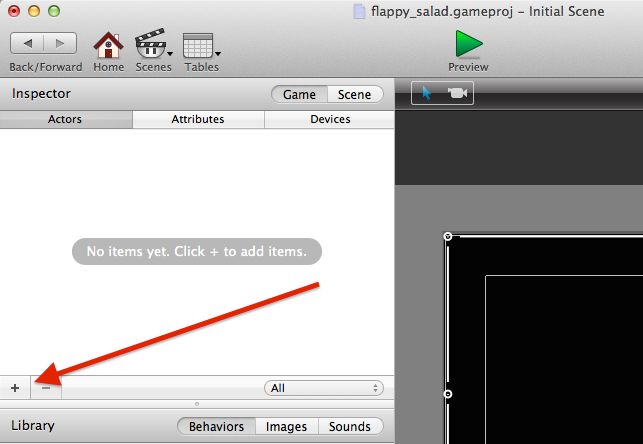 flappy_salad.gameproj – Initial Scene
Back/Forward Home Scenes Tables Preview
Inspector Game Scene
Actors Attributes Devices
No items yet. Click + to add items.
+ − All
Library Behaviors Images Sounds